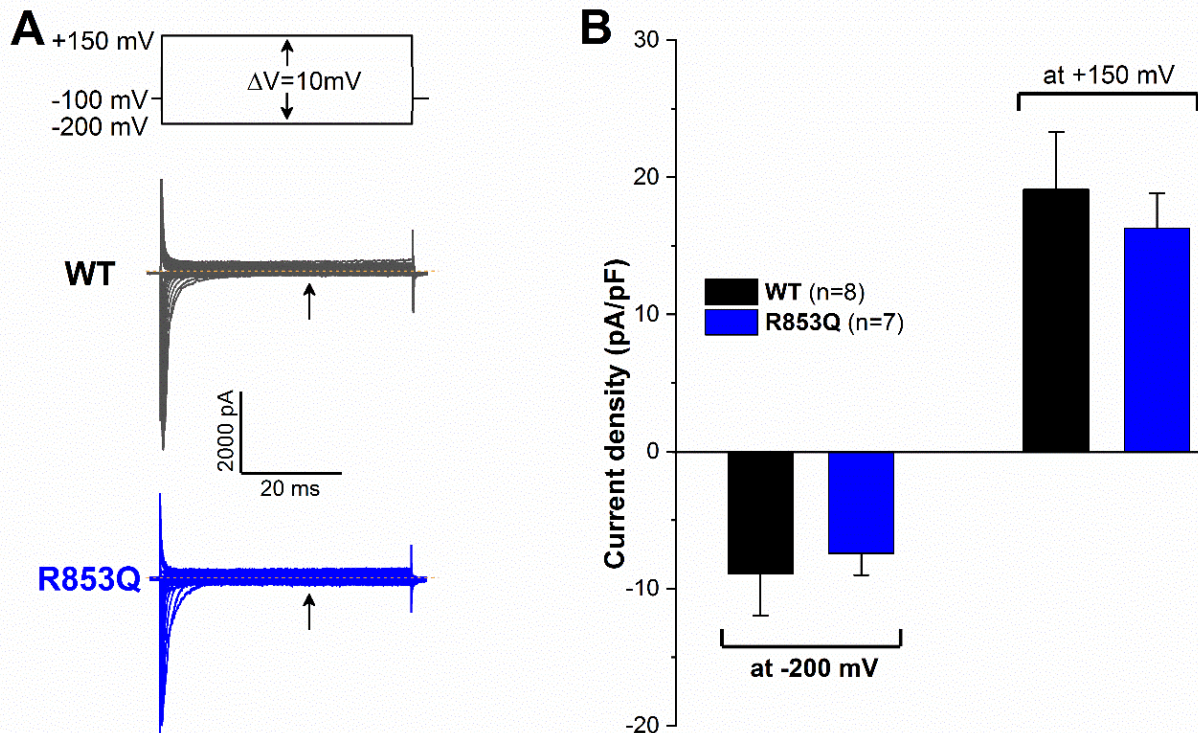 A
+150 mV
ΔV=10mV
-100 mV
-200 mV
WT
2000 pA
20 ms
R853Q
B
30
20
10
0
-10
-20
Current density (pA/pF)
at +150 mV
WT (n=8)
R853Q (n=7)
at -200 mV